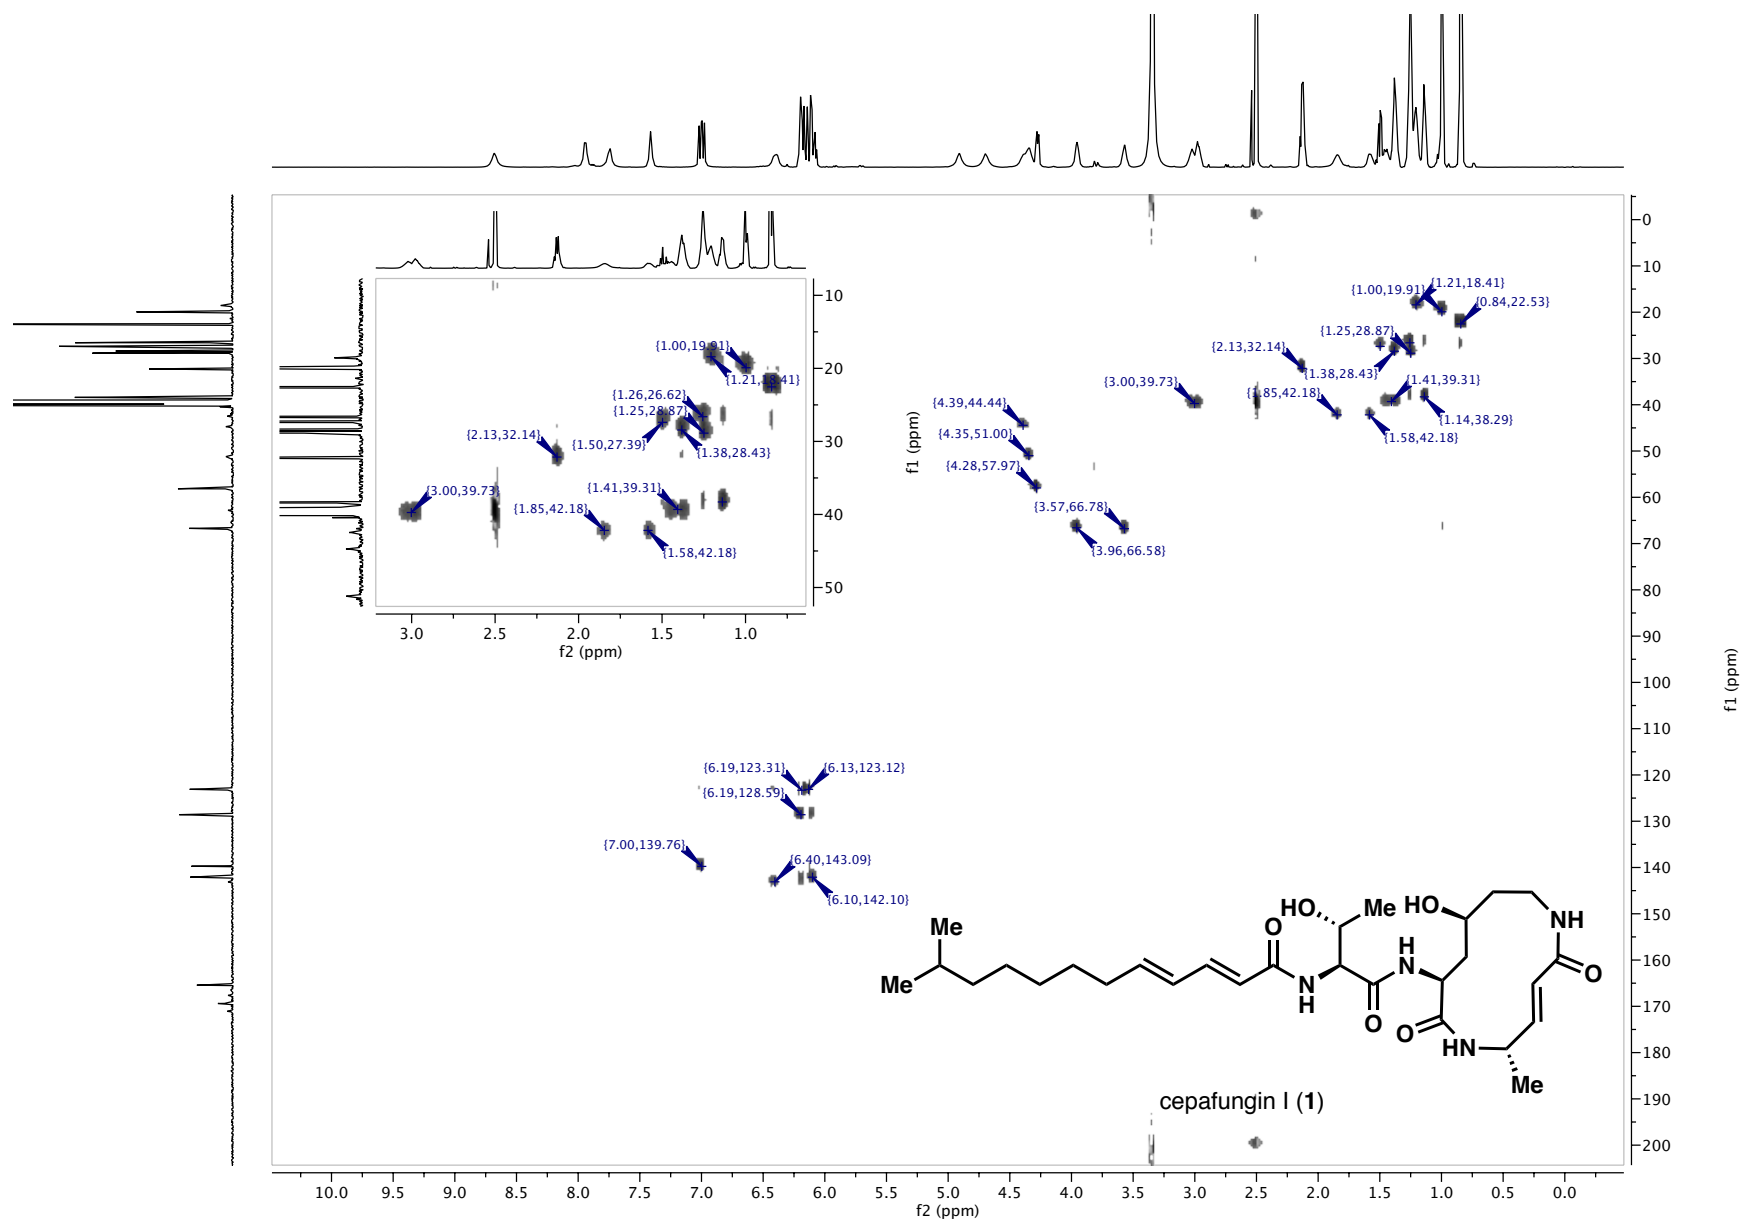 {1.00,19.91}
{1.21,18.41}
{0.84,22.53}
{1.25,28.87}
{2.13,32.14}
{1.38,28.43}
{3.00,39.73}
{1.85,42.18}
{1.41,39.31}
{1.14,38.29}
{1.58,42.18}
{4.39,44.44}
{4.35,51.00}
{4.28,57.97}
{3.57,66.78}
{3.96,66.58}
{1.00,19.91}
{1.21,18.41}
{1.26,26.62}
{1.25,28.87}
{2.13,32.14}
{1.50,27.39}
{1.38,28.43}
{3.00,39.73}
{1.41,39.31}
{1.85,42.18}
{1.58,42.18}
10
20
30
40
50
f1 (ppm)
3.0 2.5 2.0 1.5 1.0
f2 (ppm)
{6.19,123.31}
{6.13,123.12}
{6.19,128.59}
{7.00,139.76}
{6.40,143.09}
{6.10,142.10}
Me
Me
O
N
H
HO
Me
O
H
N
HO
NH
O
O
HN
Me
cepafungin I (1)
0
10
20
30
40
50
60
70
80
90
100
110
120
130
140
150
160
170
180
190
200
f1 (ppm)
10.0 9.5 9.0 8.5 8.0 7.5 7.0 6.5 6.0 5.5 5.0 4.5 4.0 3.5 3.0 2.5 2.0 1.5 1.0 0.5 0.0
f2 (ppm)